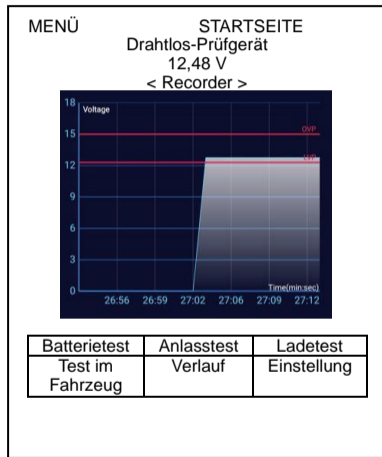 MENÜ STARTSEITE
Drahtlos-Prüfgerät
12,48 V
< Recorder >
18 Voltage
15 OVP
12 LVP
9
6
3
0 Time(min:sec)
26:56 26:59 27:02 27:06 27:09 27:12
Batterietest Anlasstest Ladetest
Test im Fahrzeug Verlauf Einstellung